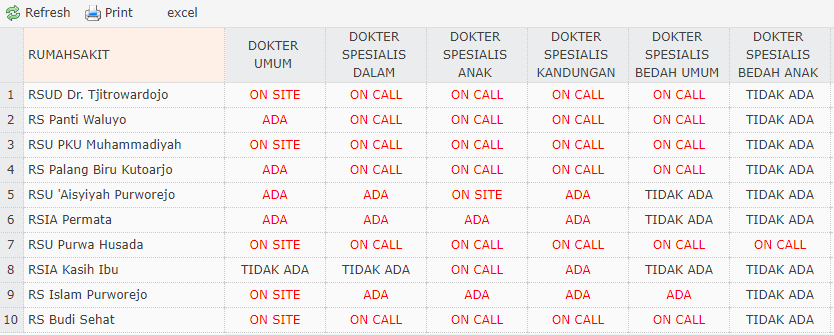 Refresh Print excel
RUMAHSAKIT DOKTER UMUM DOKTER SPESIALIS DALAM DOKTER SPESIALIS ANAK DOKTER SPESIALIS KANDUNGAN DOKTER SPESIALIS BEDAH UMUM DOKTER SPESIALIS BEDAH ANAK
1 RSUD Dr. Tjitrowardojo ON SITE ON CALL ON CALL ON CALL ON CALL TIDAK ADA
2 RS Panti Waluyo ADA ON CALL ON CALL ON CALL ON CALL TIDAK ADA
3 RSU PKU Muhammadiyah ON SITE ON CALL ON CALL ON CALL ON CALL TIDAK ADA
4 RS Palang Biru Kutoarjo ADA ON CALL ON CALL ON CALL ON CALL TIDAK ADA
5 RSU 'Aisyiyah Purworejo ADA ADA ON SITE ADA TIDAK ADA TIDAK ADA
6 RSIA Permata ADA ADA ADA ADA TIDAK ADA TIDAK ADA
7 RSU Purwa Husada ON SITE ON CALL ON CALL ON CALL ON CALL ON CALL
8 RSIA Kasih Ibu TIDAK ADA TIDAK ADA ON CALL ADA TIDAK ADA TIDAK ADA
9 RS Islam Purworejo ON SITE ADA ADA ADA ADA TIDAK ADA
10 RS Budi Sehat ON SITE ON CALL ON CALL ON CALL ON CALL TIDAK ADA